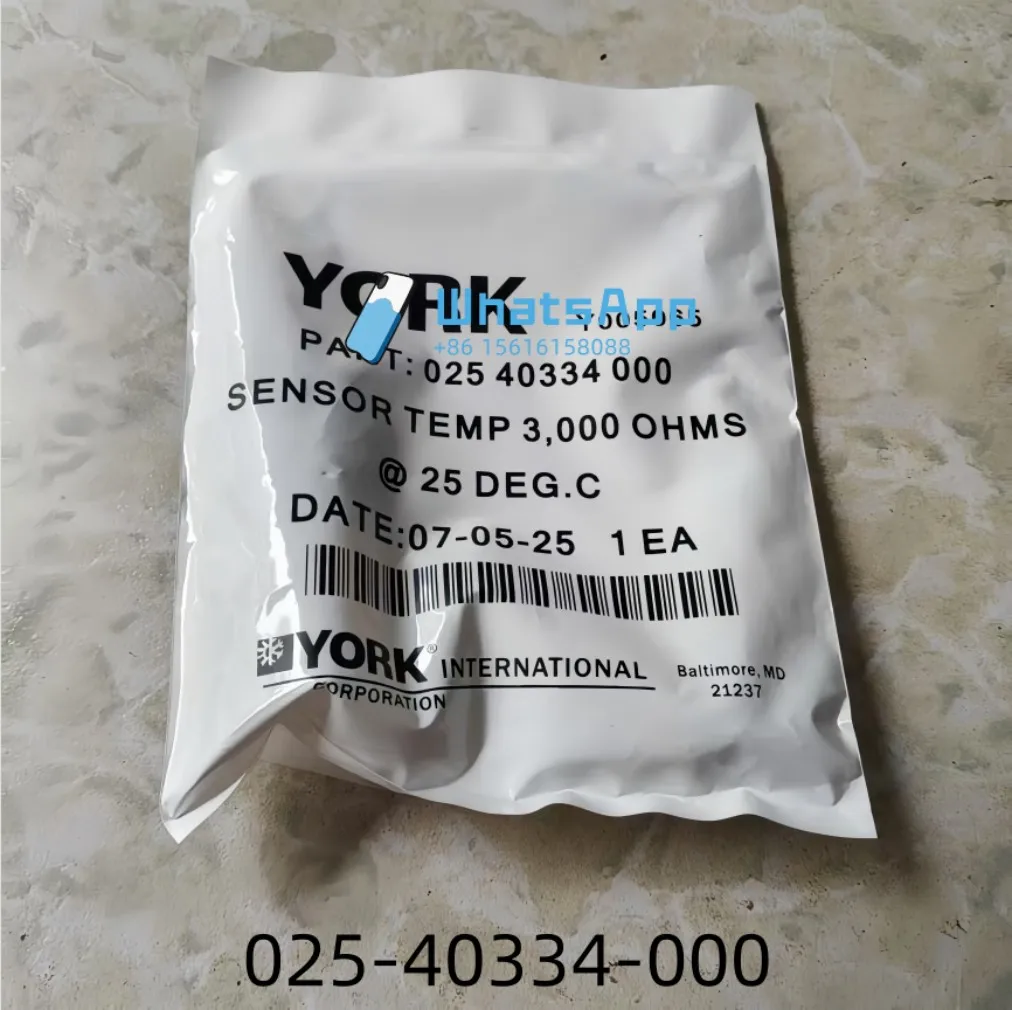 YORK
WhatsApp
+86 15616158088
PART: 025 40334 000
SENSOR TEMP 3,000 OHMS
@ 25 DEG.C
DATE:07-05-25 1 EA
YORK® INTERNATIONAL
CORPORATION
Baltimore, MD
21237
025-40334-000